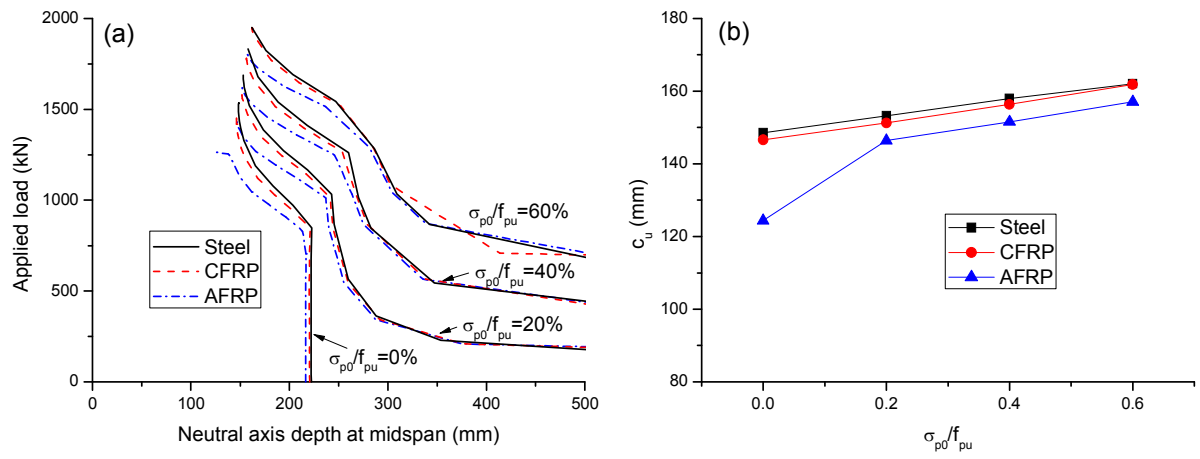 (a)
2000
1500
1000
500
0
Applied load (kN)
Steel
CFRP
AFRP
σp0/fpu=60%
σp0/fpu=40%
σp0/fpu=20%
σp0/fpu=0%
0 100 200 300 400 500
Neutral axis depth at midspan (mm)
(b)
180
160
140
120
100
80
cu (mm)
Steel
CFRP
AFRP
0.0 0.2 0.4 0.6
σp0/fpu